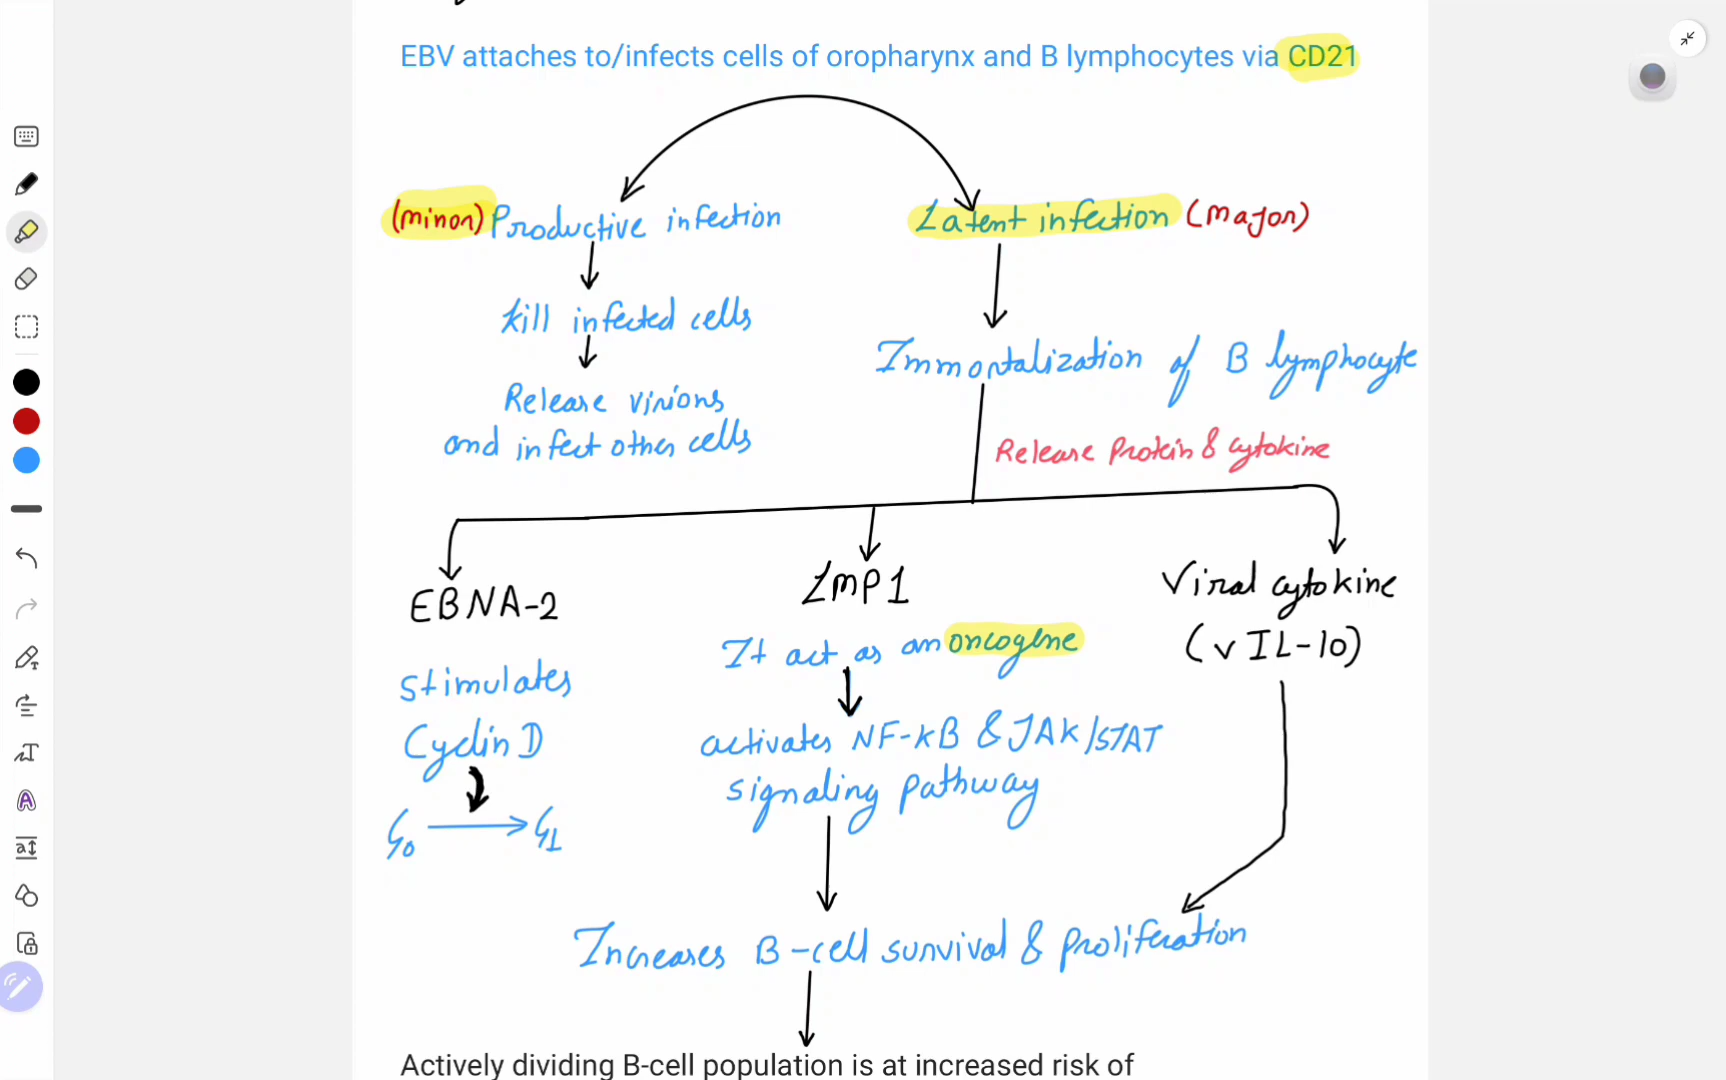 EBV attaches to/infects cells of oropharynx and B lymphocytes via CD21
(minor) Productive infection
Latent infection (major)
Kill infected cells
Release virions
and infect other cells
Immortalization of B lymphocyte
Release Protein & cytokine
EBNA-2
LMP1
Viral cytokine
(vIL-10)
stimulates
Cyclin D
G0 → G1
It act as an oncogene
activates NF-kB & JAK/STAT
signaling pathway
Increases B-cell survival & proliferation
Actively dividing B-cell population is at increased risk of